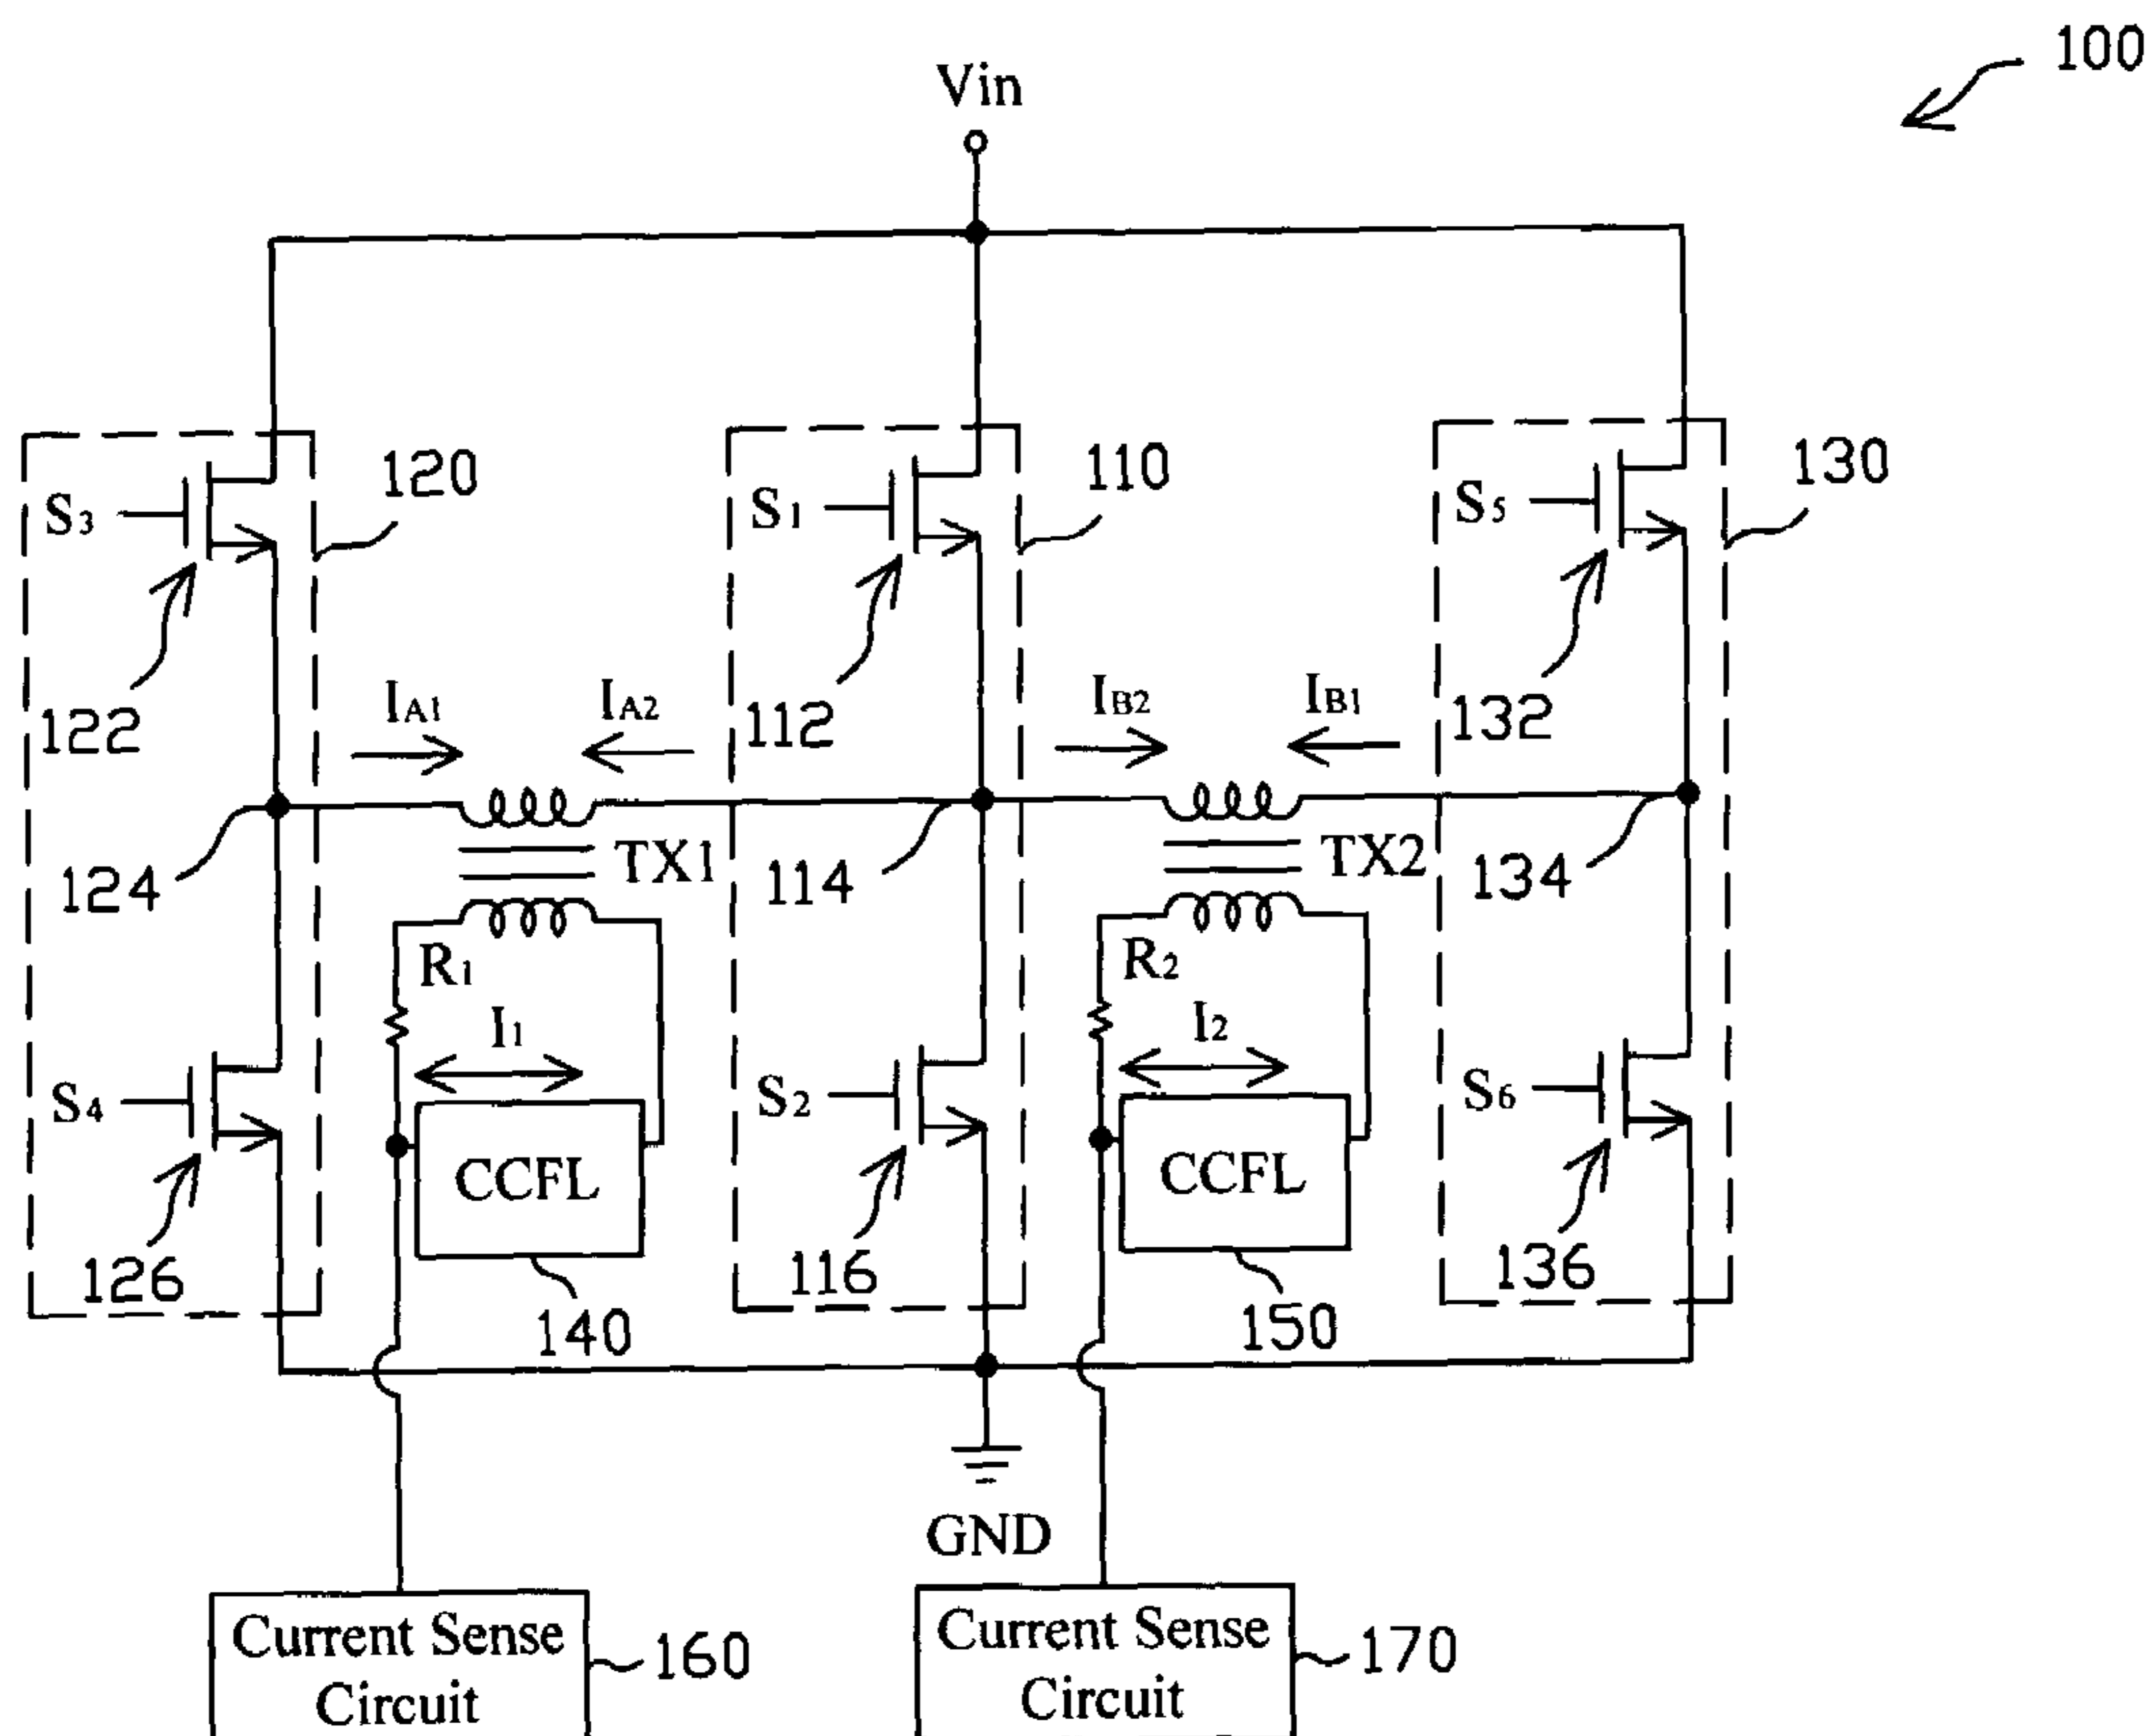 100
Vin
120
110
130
S3
S1
S5
122
IA1
IA2
112
IB2
IB1
132
124
TX1
114
TX2
134
R1
R2
I1
I2
S4
S2
S6
CCFL
CCFL
126
116
136
140
150
GND
Current Sense
Circuit
160
Current Sense
Circuit
170